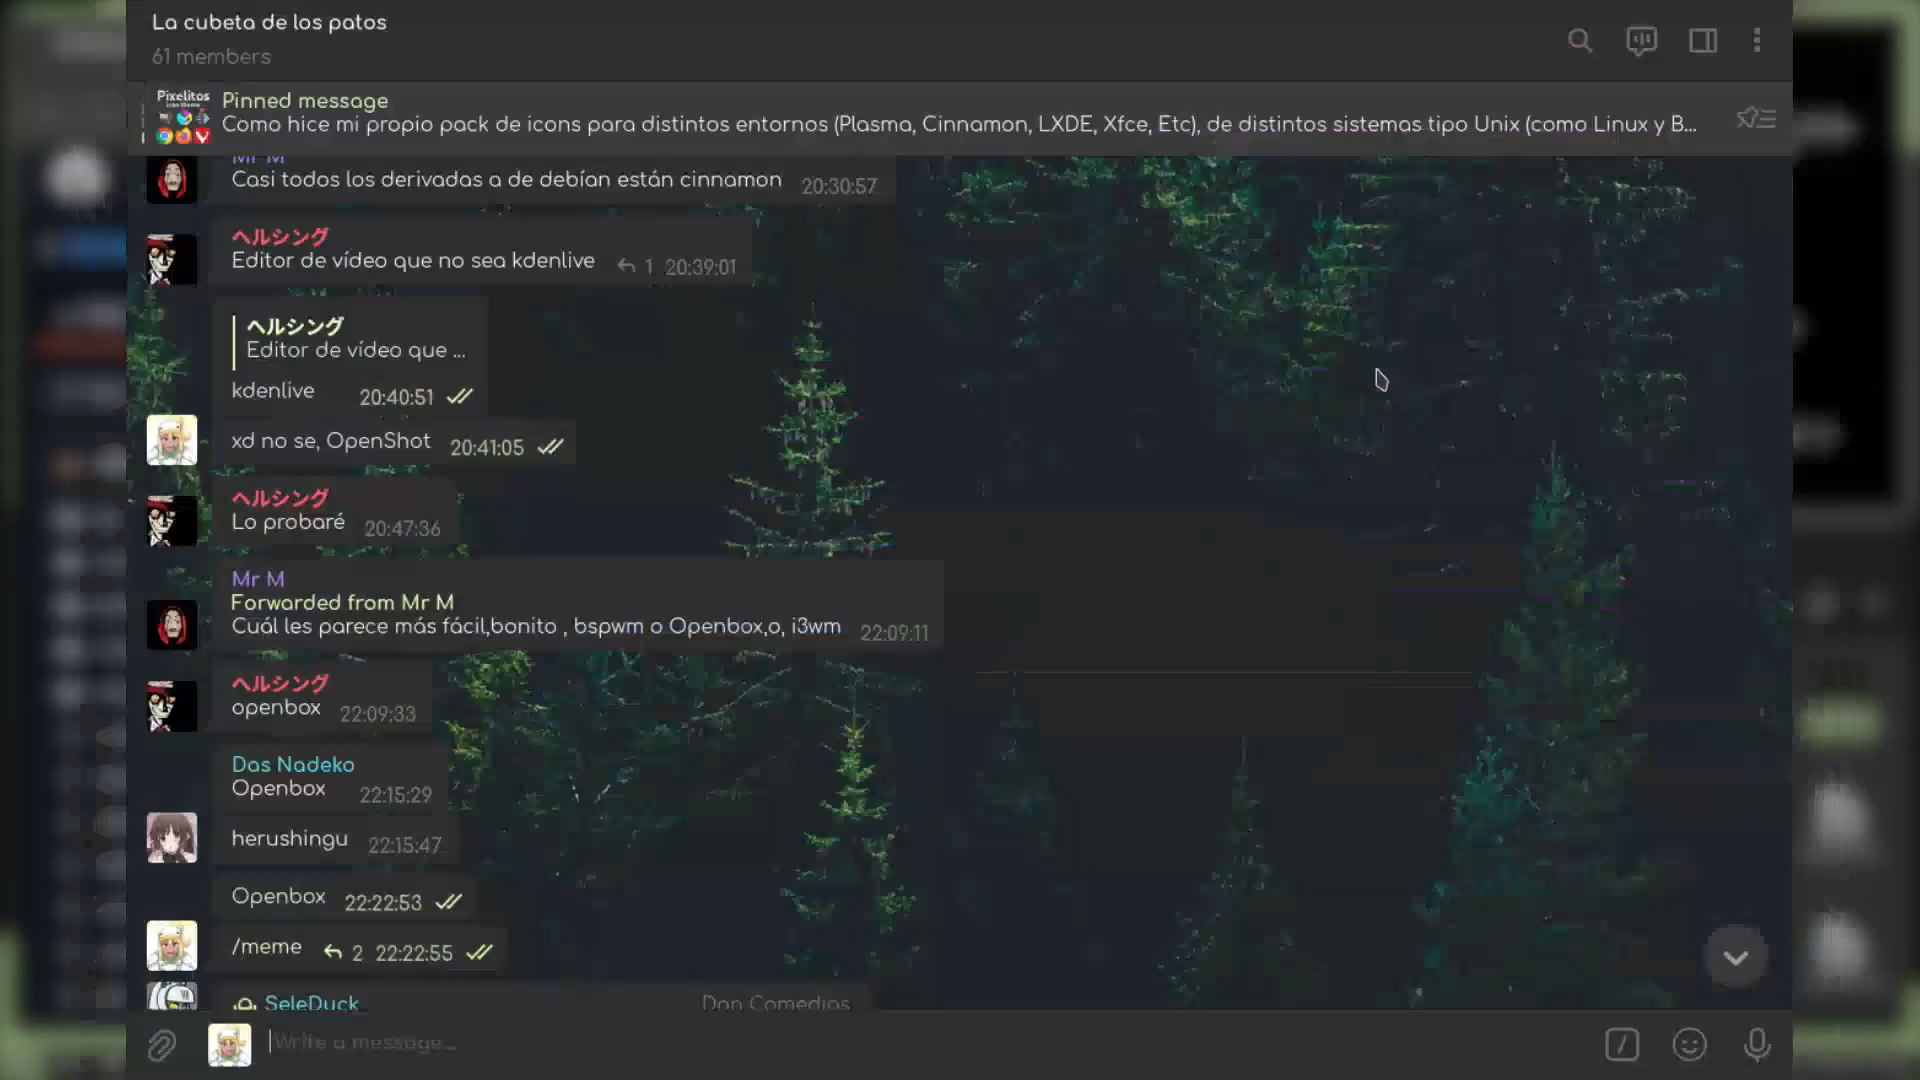 La cubeta de los patos
61 members
Pixelitos
Pinned message
Como hice mi propio pack de icons para distintos entornos (Plasma, Cinnamon, LXDE, Xfce, Etc), de distintos sistemas tipo Unix (como Linux y B...
Mr M
Casi todos los derivadas a de debían están cinnamon 20:30:57
ヘルシング
Editor de vídeo que no sea kdenlive 1 20:39:01
ヘルシング
Editor de vídeo que ...
kdenlive 20:40:51
xd no se, OpenShot 20:41:05
ヘルシング
Lo probaré 20:47:36
Mr M
Forwarded from Mr M
Cuál les parece más fácil,bonito , bspwm o Openbox,o, i3wm 22:09:11
ヘルシング
openbox 22:09:33
Das Nadeko
Openbox 22:15:29
herushingu 22:15:47
Openbox 22:22:53
/meme 2 22:22:55
SeleDuck Don Comedias
Write a message...